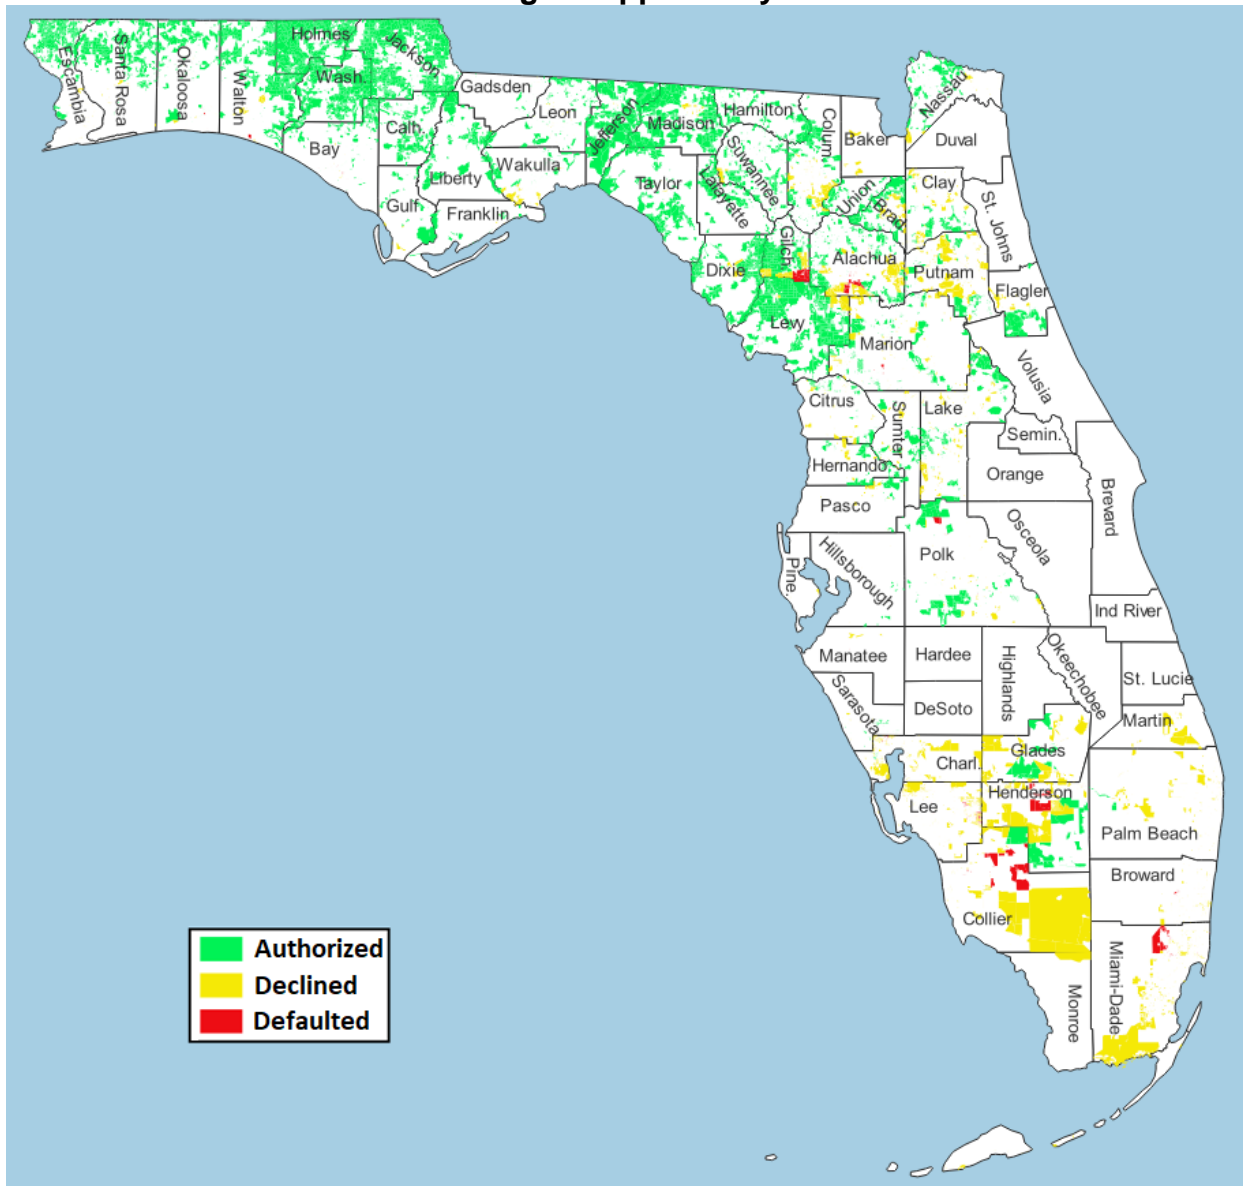 Holmes
Jackson
Escambia
Santa Rosa
Okaloosa
Walton
Wash.
Gadsden
Leon
Jefferson
Madison
Hamilton
Colum.
Baker
Nassau
Duval
Bay
Calh.
Liberty
Wakulla
Gulf
Franklin
Taylor
Lafayette
Suwannee
Union
Brad.
Clay
St. Johns
Dixie
Gilch
Alachua
Putnam
Flagler
Levy
Marion
Volusia
Citrus
Sumter
Lake
Semin.
Hernando
Orange
Brevard
Pasco
Pine.
Hillsborough
Polk
Osceola
Ind River
Manatee
Hardee
Highlands
Okeechobee
St. Lucie
Sarasota
DeSoto
Martin
Charl.
Glades
Lee
Henderson
Palm Beach
Broward
Collier
Miami-Dade
Monroe
Authorized
Declined
Defaulted